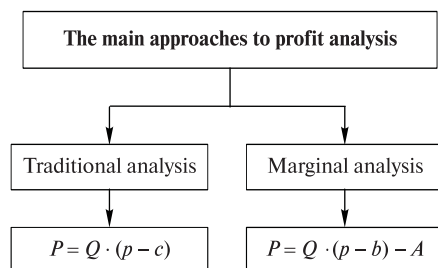 The main approaches to profit analysis
Traditional analysis
Marginal analysis
P = Q · (p – c)
P = Q · (p – b) – A